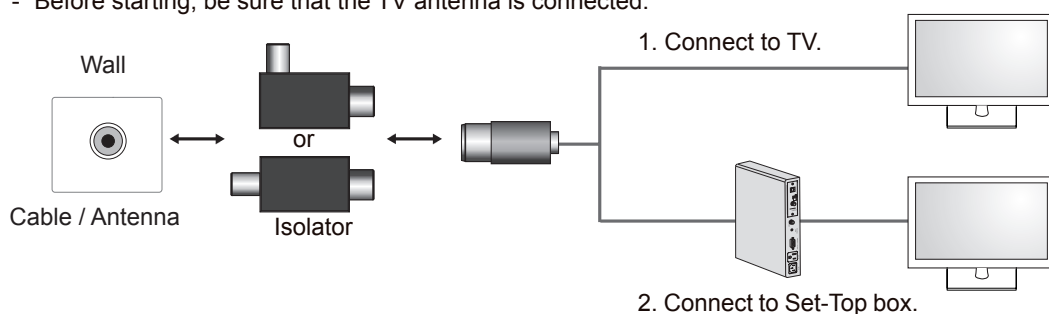 - Before starting, be sure that the TV antenna is connected.
1. Connect to TV.
Wall
or
Cable / Antenna
Isolator
2. Connect to Set-Top box.